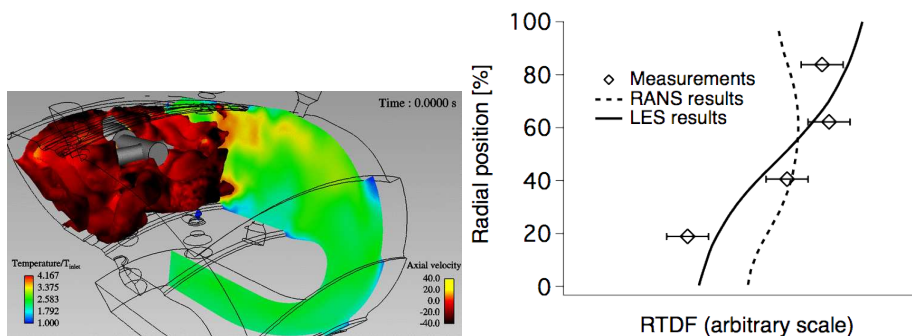 Time : 0.0000 s
Temperature/T_inlet
4.167
3.375
2.583
1.792
1.000
Axial velocity
40.0
20.0
0.0
-20.0
-40.0
Radial position [%]
100
80
60
40
20
0
Measurements
RANS results
LES results
RTDF (arbitrary scale)